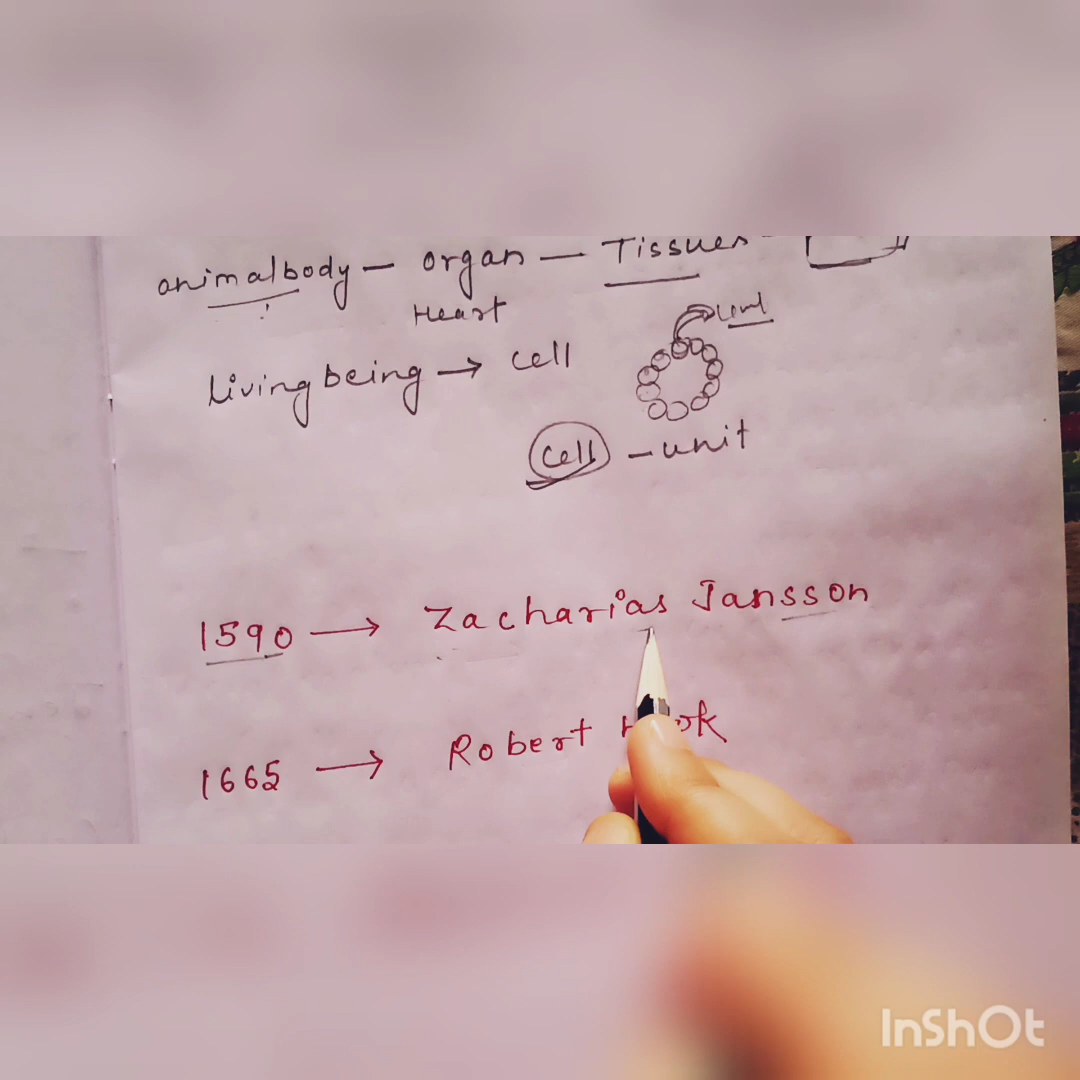 animalbody — organ — Tissues -
Heart
Living being → cell
cell - unit
1590 → Zacharias Jansson
1665 → Robert
InShOt